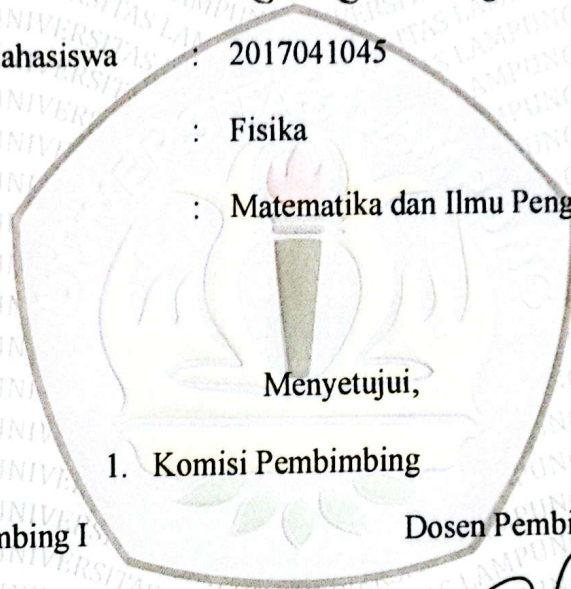 ahasiswa : 2017041045
: Fisika
: Matematika dan Ilmu Peng
Menyetujui,
1. Komisi Pembimbing
mbing I Dosen Pembi